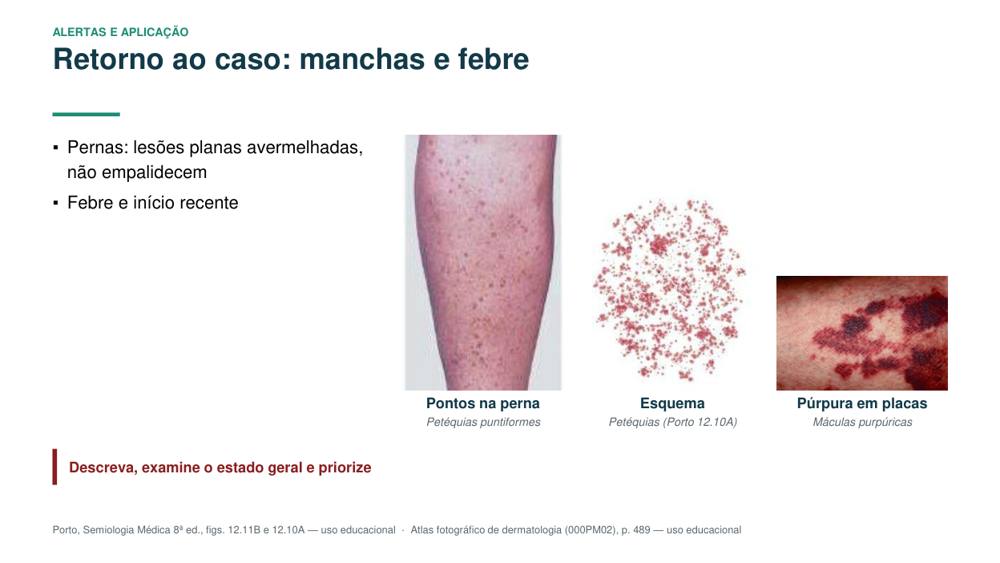 ALERTAS E APLICAÇÃO
Retorno ao caso: manchas e febre
▪ Pernas: lesões planas avermelhadas,
não empalidecem
▪ Febre e início recente
Pontos na perna
Petéquias puntiformes
Esquema
Petéquias (Porto 12.10A)
Púrpura em placas
Máculas purpúricas
Descreva, examine o estado geral e priorize
Porto, Semiologia Médica 8ª ed., figs. 12.11B e 12.10A — uso educacional · Atlas fotográfico de dermatologia (000PM02), p. 489 — uso educacional